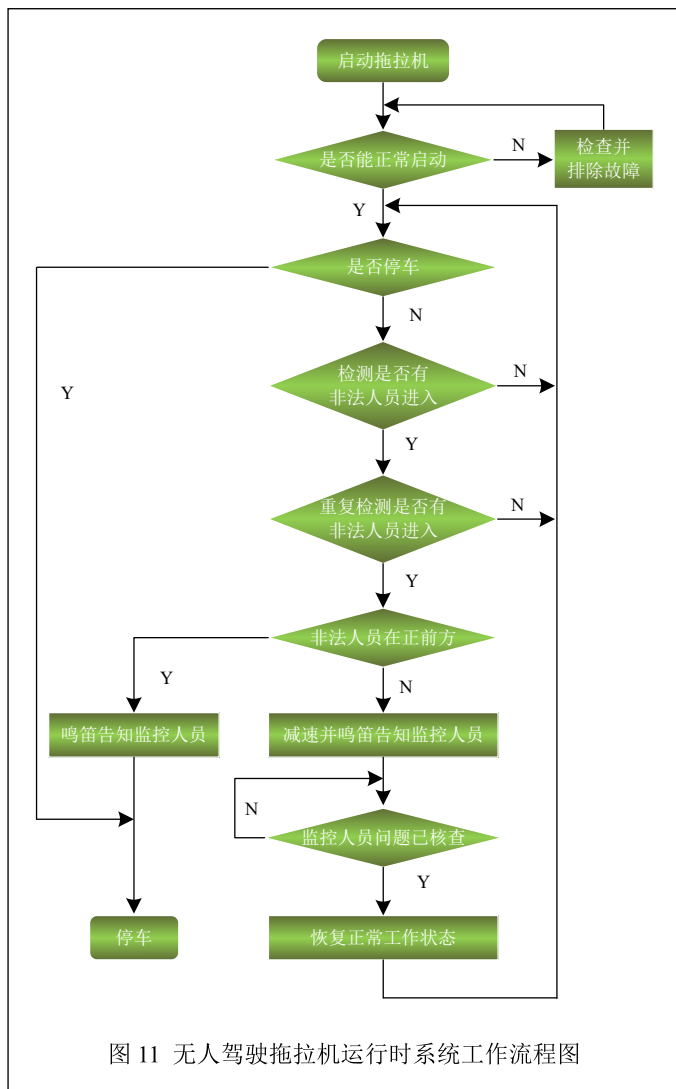 启动拖拉机
是否能正常启动
N
检查并
排除故障
Y
是否停车
N
检测是否有
非法人员进入
N
Y
Y
重复检测是否有
非法人员进入
N
Y
非法人员在正前方
Y
N
鸣笛告知监控人员
减速并鸣笛告知监控人员
N
监控人员问题已核查
Y
停车
恢复正常工作状态
图 11 无人驾驶拖拉机运行时系统工作流程图